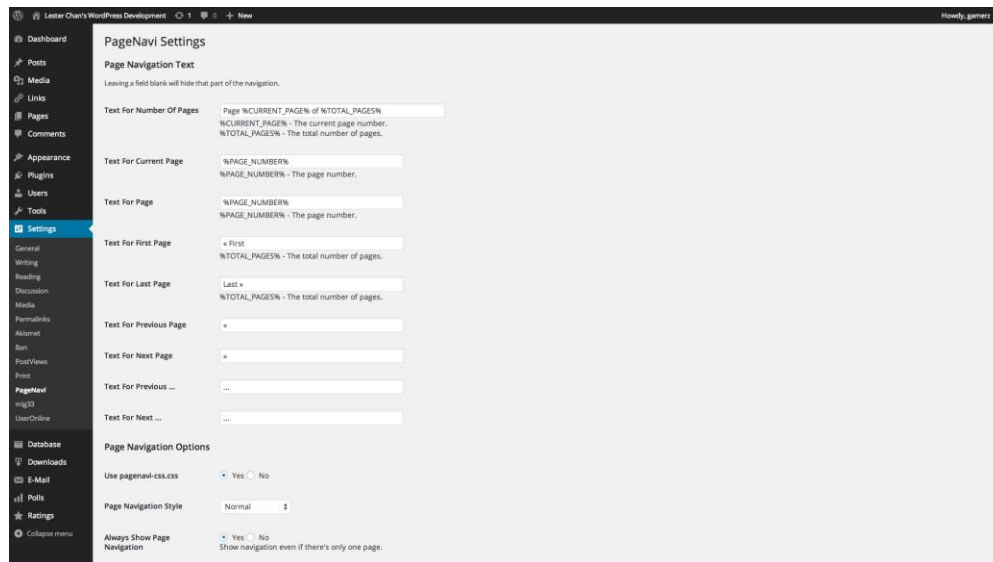 Lester Chan's WordPress Development 1 0 + New Howdy, gamerz
Dashboard
Posts
Media
Links
Pages
Comments
Appearance
Plugins
Users
Tools
Settings
General
Writing
Reading
Discussion
Media
Permalinks
Akismet
Ban
PostViews
Print
PageNavi
mig33
UserOnline
Database
Downloads
E-Mail
Polls
Ratings
Collapse menu
PageNavi Settings
Page Navigation Text
Leaving a field blank will hide that part of the navigation.
Text For Number Of Pages Page %CURRENT_PAGE% of %TOTAL_PAGES%
%CURRENT_PAGE% - The current page number.
%TOTAL_PAGES% - The total number of pages.
Text For Current Page %PAGE_NUMBER%
%PAGE_NUMBER% - The page number.
Text For Page %PAGE_NUMBER%
%PAGE_NUMBER% - The page number.
Text For First Page « First
%TOTAL_PAGES% - The total number of pages.
Text For Last Page Last »
%TOTAL_PAGES% - The total number of pages.
Text For Previous Page «
Text For Next Page »
Text For Previous ... ...
Text For Next ... ...
Page Navigation Options
Use pagenavi-css.css Yes No
Page Navigation Style Normal
Always Show Page Navigation Yes No
Show navigation even if there's only one page.